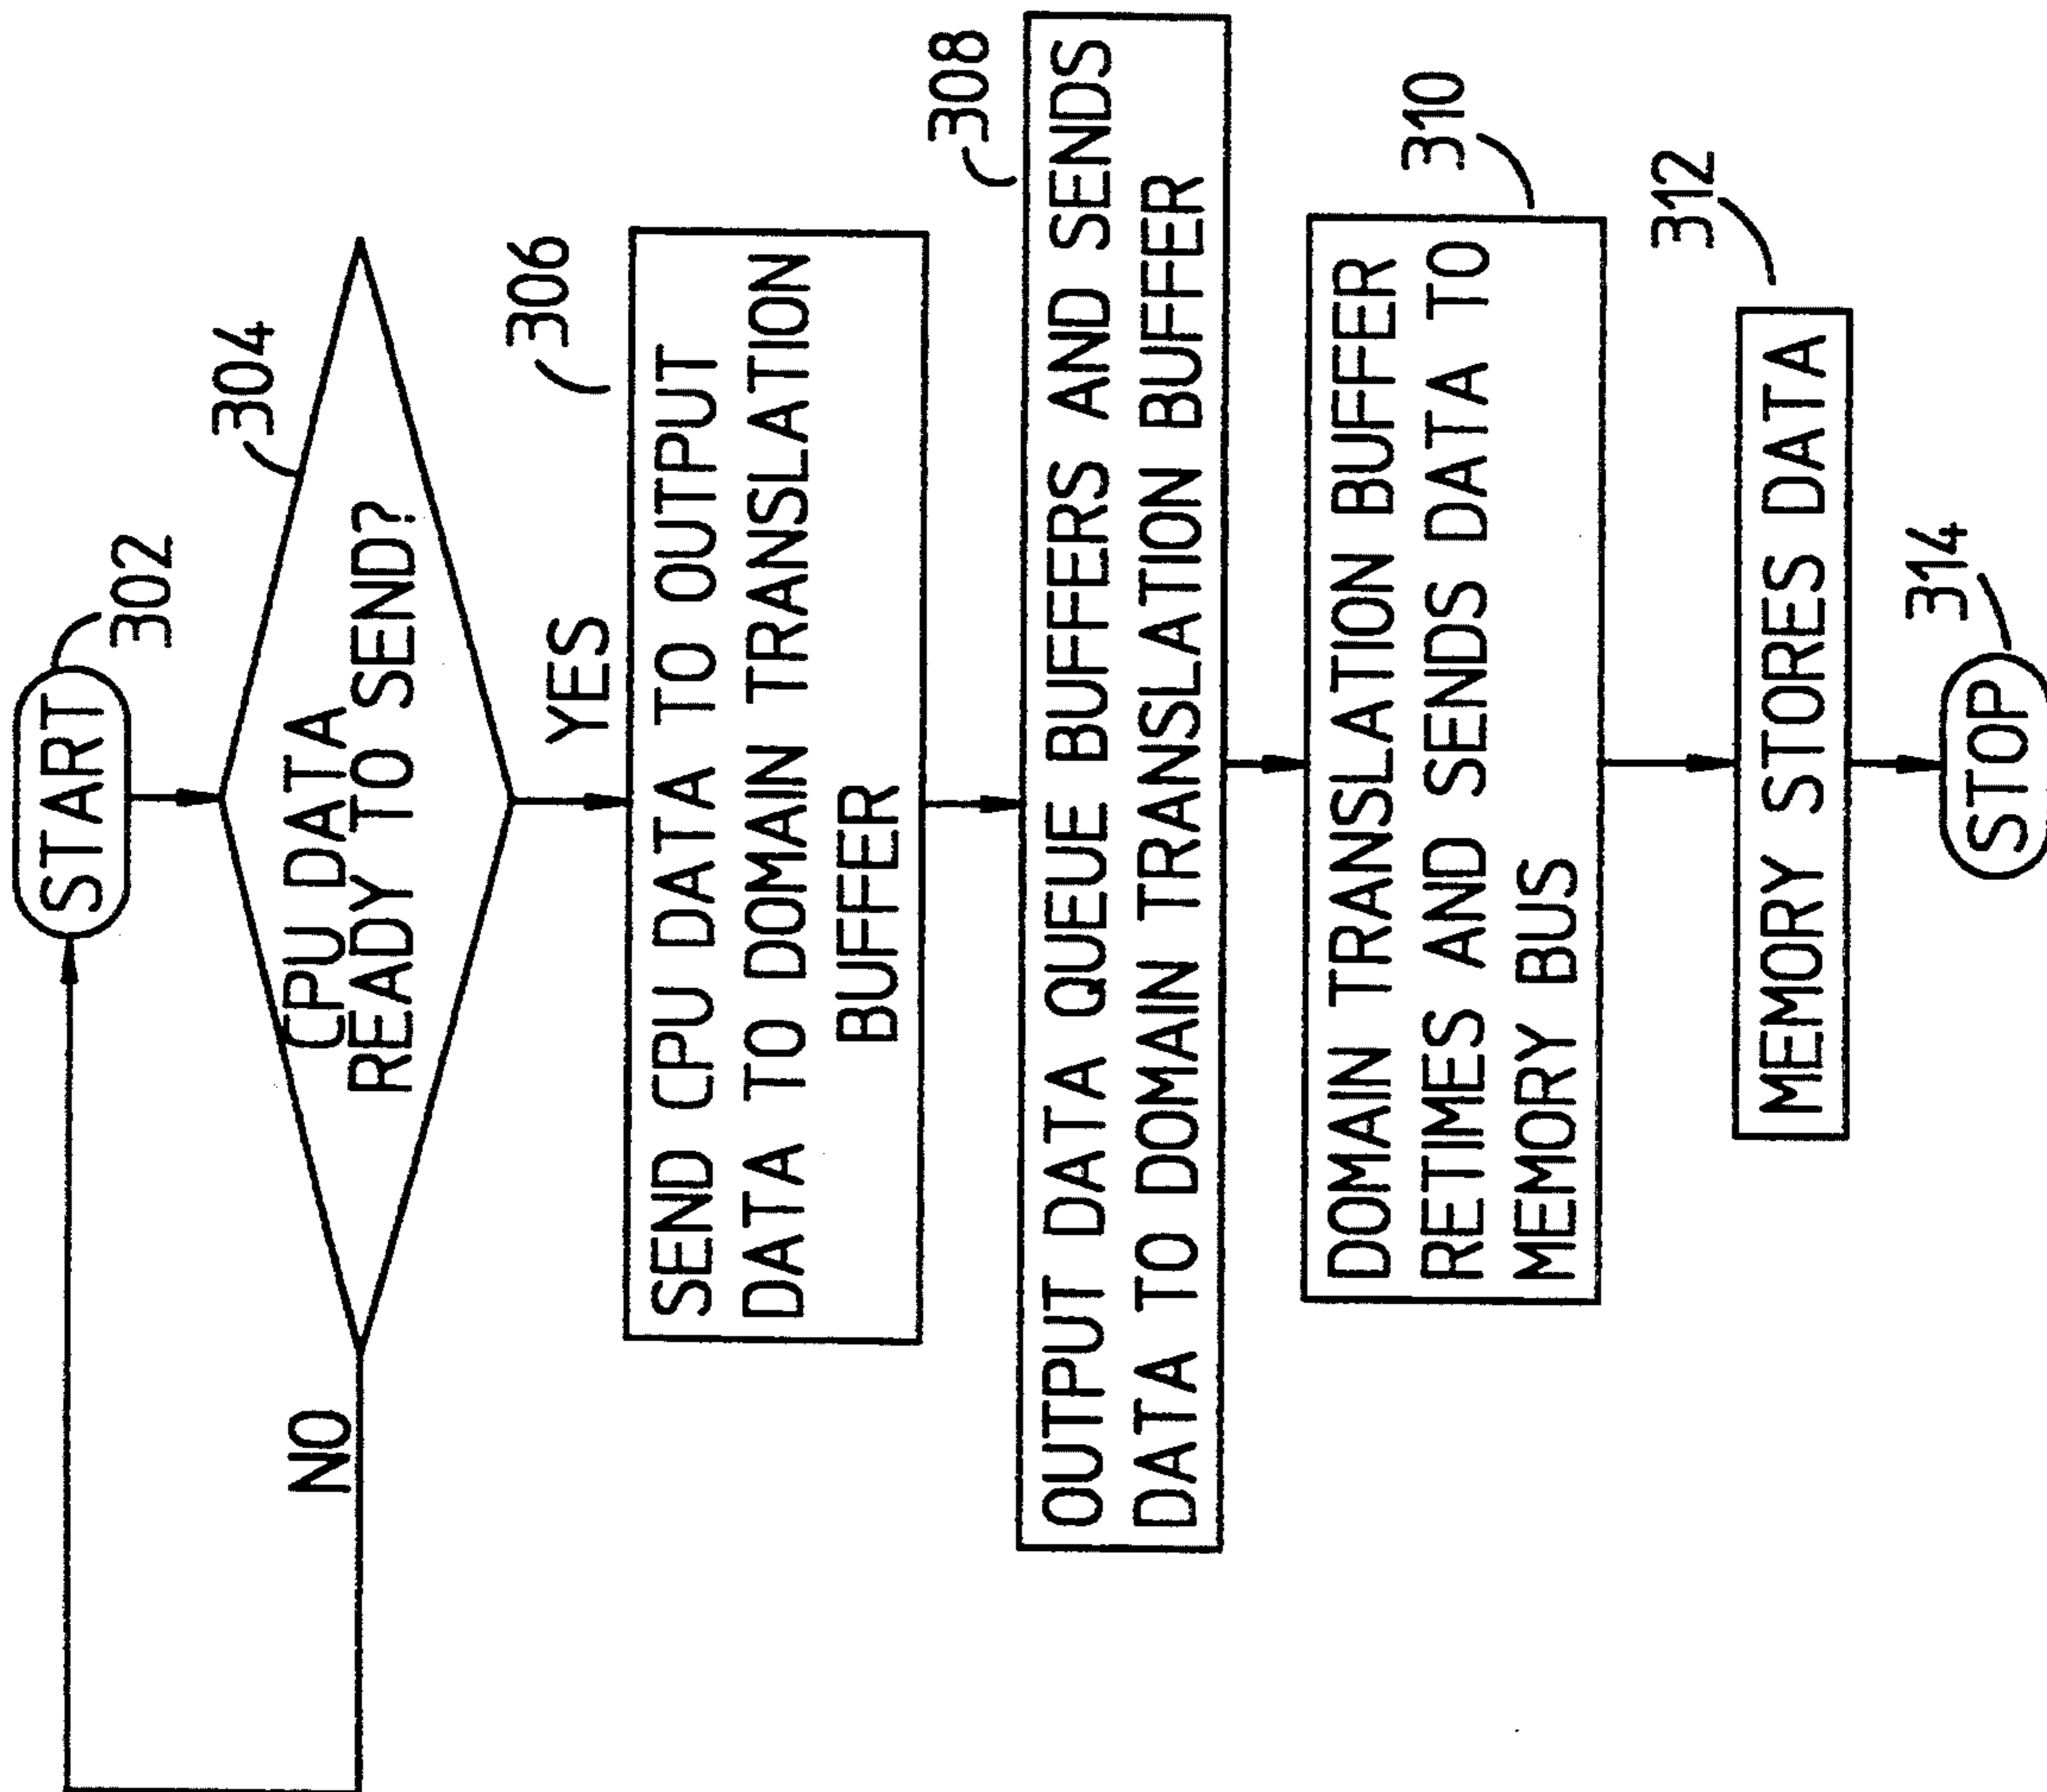 START
302
304
CPU DATA
READY TO SEND?
NO
YES
306
SEND CPU DATA TO OUTPUT
DATA TO DOMAIN TRANSLATION
BUFFER
308
OUTPUT DATA QUEUE BUFFERS AND SENDS
DATA TO DOMAIN TRANSLATION BUFFER
310
DOMAIN TRANSLATION BUFFER
RETIMES AND SENDS DATA TO
MEMORY BUS
312
MEMORY STORES DATA
314
STOP